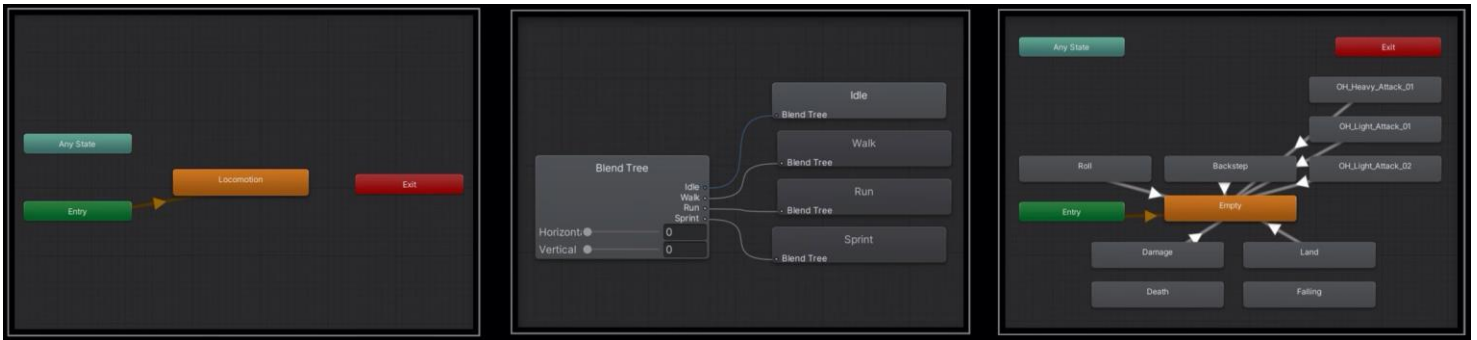 Any State
Locomotion
Exit
Entry
Idle
Blend Tree
Walk
Blend Tree
Blend Tree
Idle
Walk
Run
Sprint
Run
Blend Tree
Horizont
0
Vertical
0
Sprint
Blend Tree
Any State
Exit
OH_Heavy_Attack_01
OH_Light_Attack_01
Roll
Backstep
OH_Light_Attack_02
Entry
Empty
Damage
Land
Death
Falling